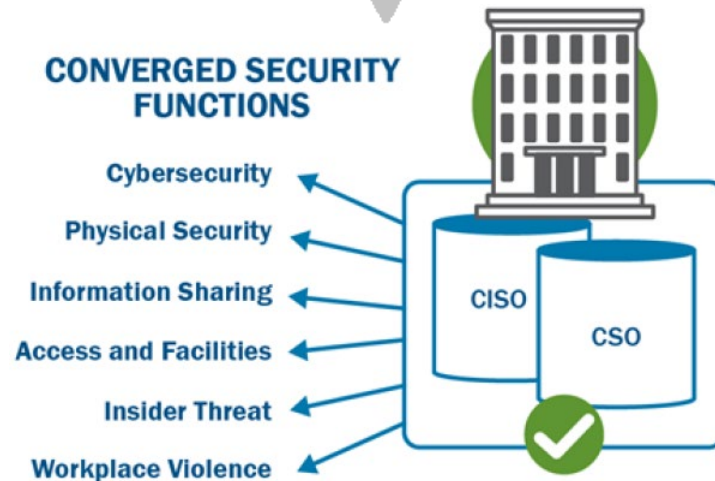 CONVERGED SECURITY
FUNCTIONS
Cybersecurity
Physical Security
Information Sharing
Access and Facilities
Insider Threat
Workplace Violence
CISO
CSO